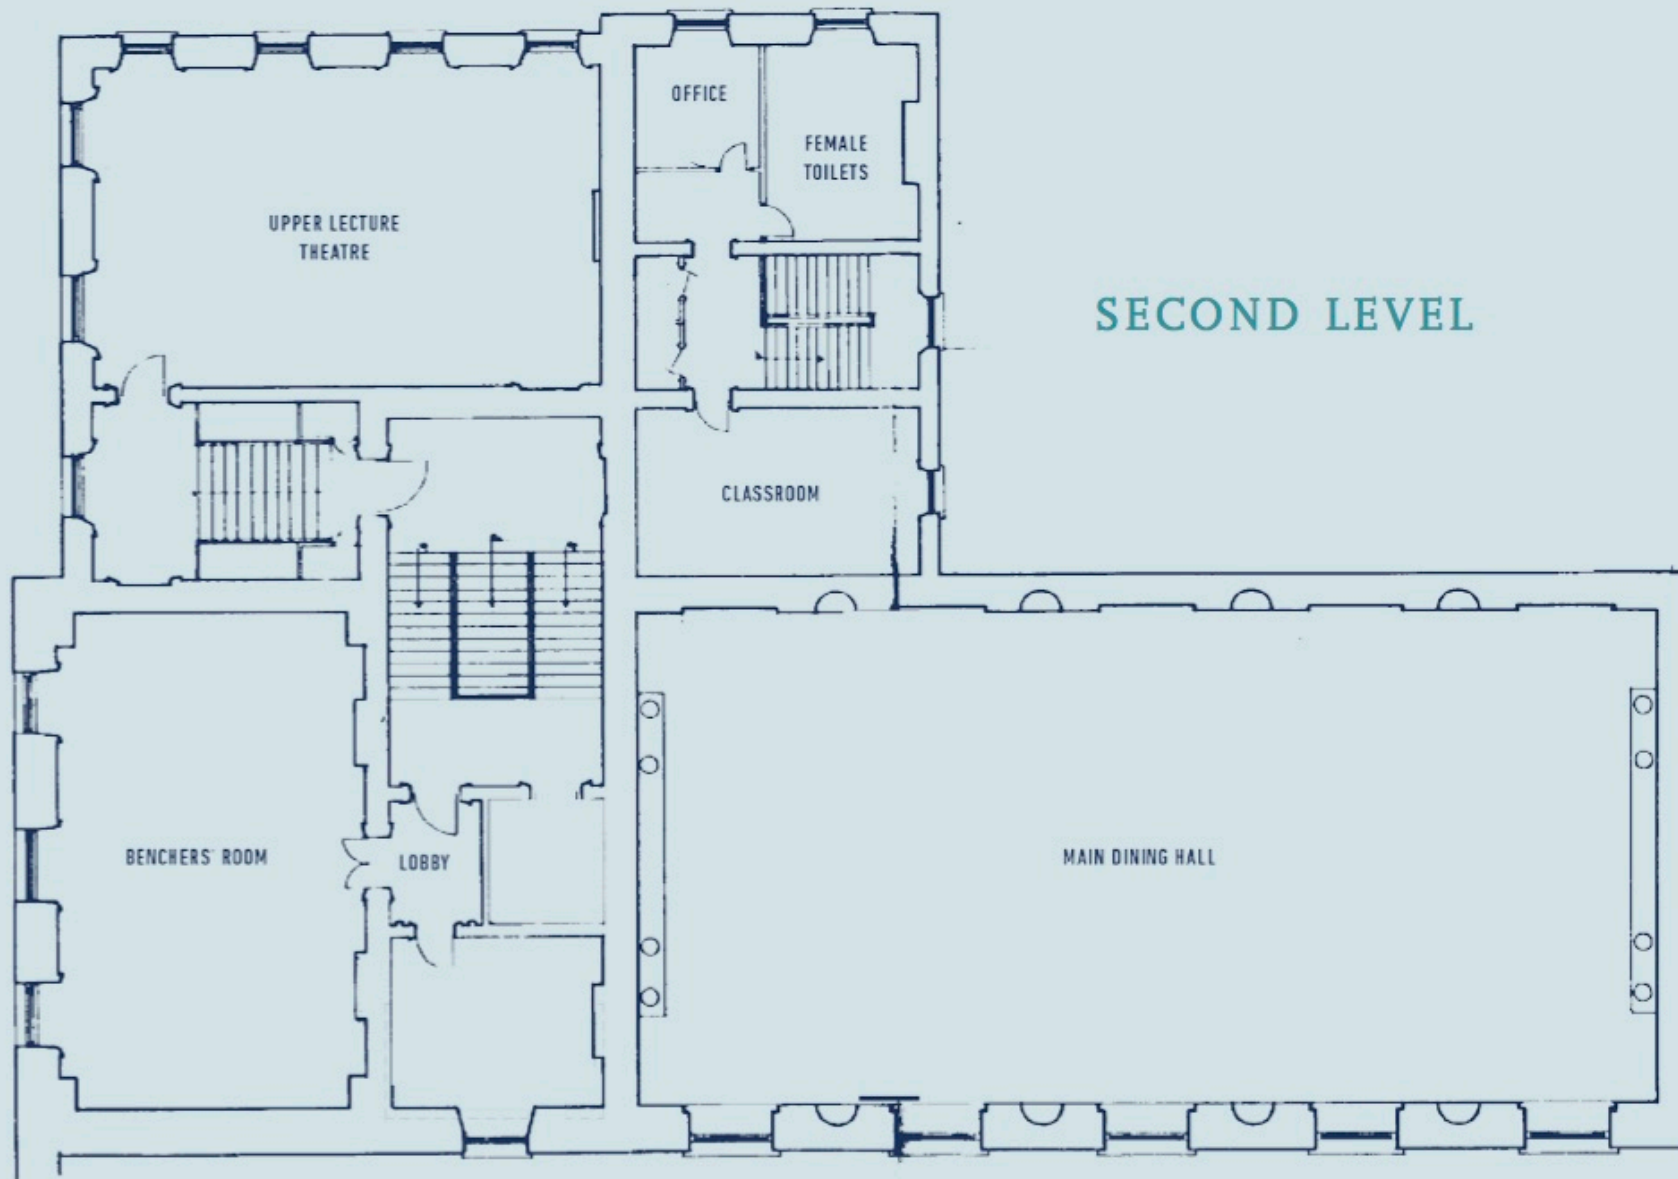 OFFICE
FEMALE
TOILETS
UPPER LECTURE
THEATRE
SECOND LEVEL
CLASSROOM
BENCHERS' ROOM
LOBBY
MAIN DINING HALL